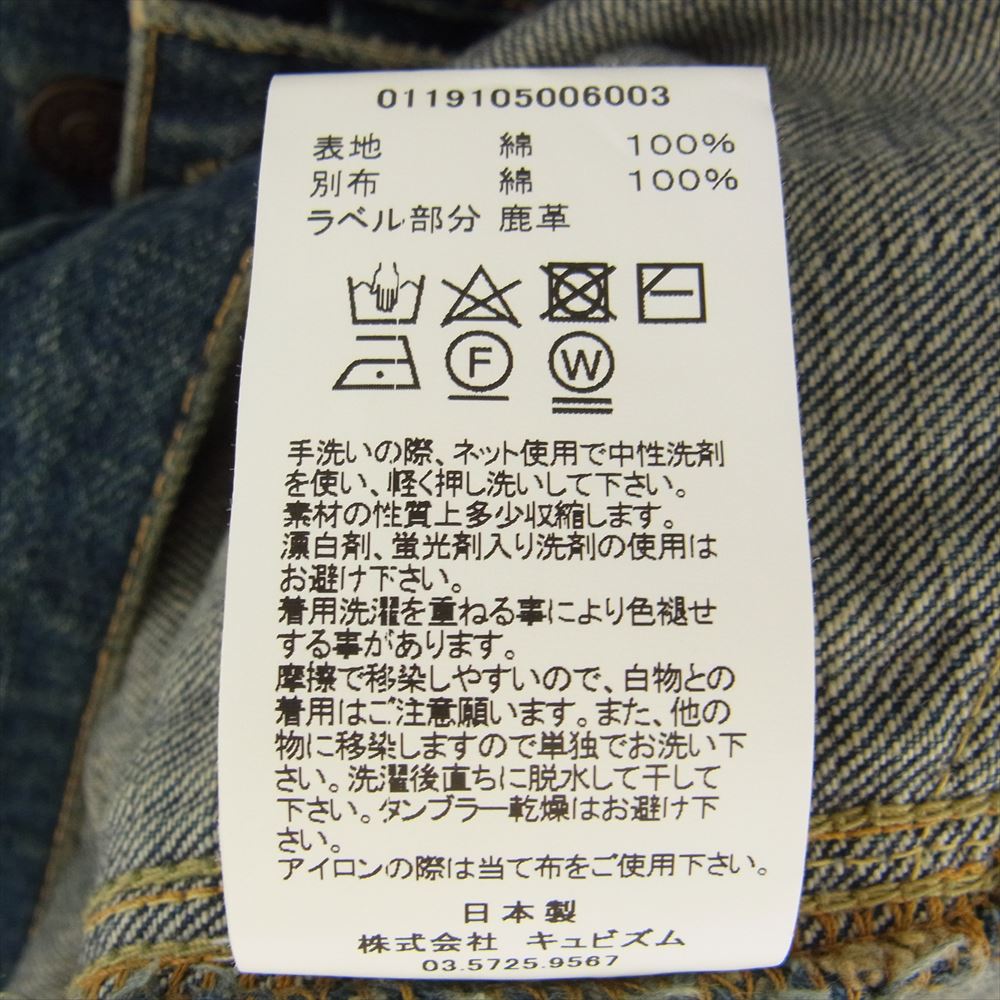 0119105006003
表地 綿 100%
別布 綿 100%
ラベル部分 鹿革
F W
手洗いの際、ネット使用で中性洗剤
を使い、軽く押し洗いして下さい。
素材の性質上多少収縮します。
漂白剤、蛍光剤入り洗剤の使用は
お避け下さい。
着用洗濯を重ねる事により色褪せ
する事があります。
摩擦で移染しやすいので、白物との
着用はご注意願います。また、他の
物に移染しますので単独でお洗い下
さい。洗濯後直ちに脱水して干して
下さい。タンブラー乾燥はお避け下
さい。
アイロンの際は当て布をご使用下さい。
日本製
株式会社 キュビズム
03.5725.9567